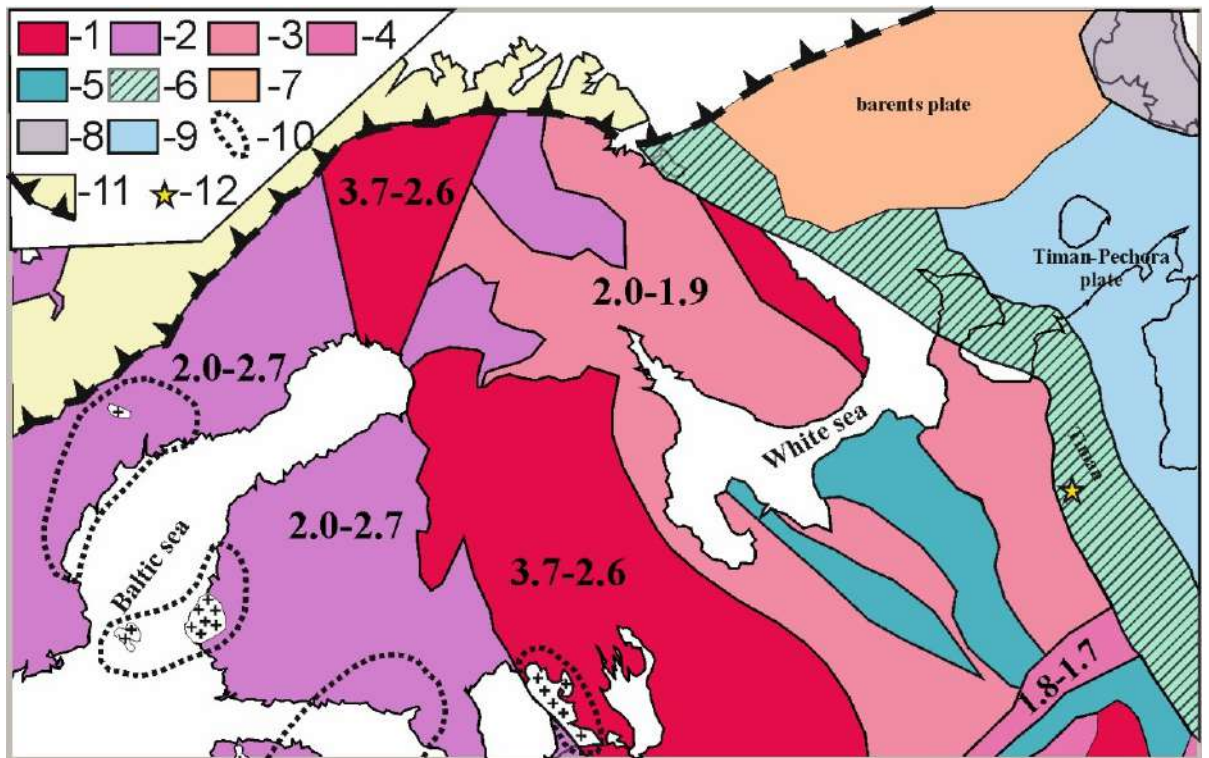 -1 -2 -3 -4
-5 -6 -7
-8 -9 -10
-11 -12
barents plate
3.7-2.6
Timan-Pechora
plate
2.0-1.9
2.0-2.7
White sea
Timan
2.0-2.7
Baltic sea
3.7-2.6
1.8-1.7